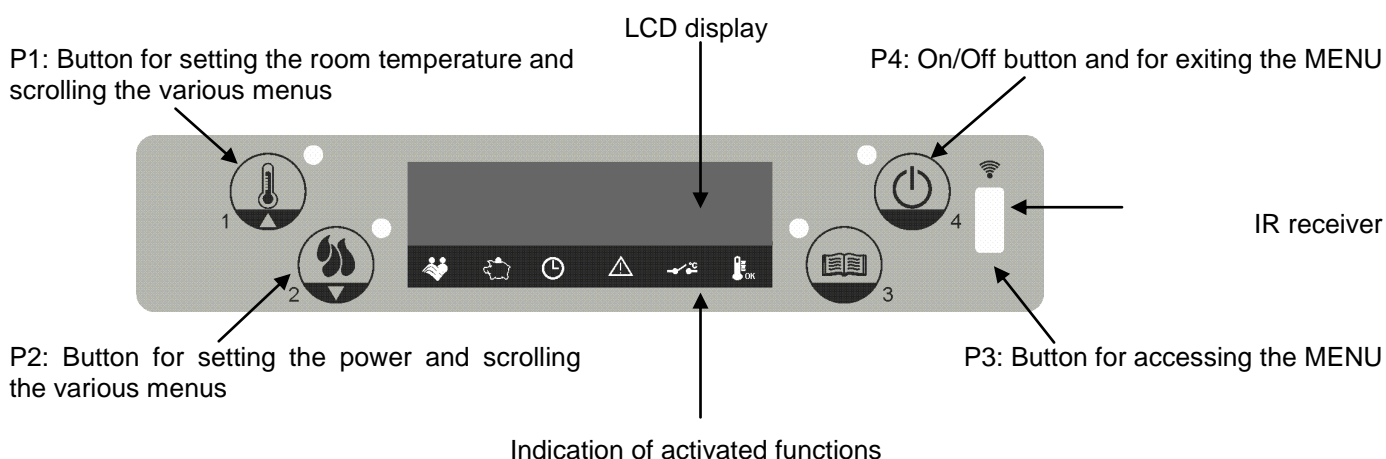 LCD display
P1: Button for setting the room temperature and
scrolling the various menus
P4: On/Off button and for exiting the MENU
1
4
IR receiver
°C
OK
2
3
P2: Button for setting the power and scrolling
the various menus
P3: Button for accessing the MENU
Indication of activated functions